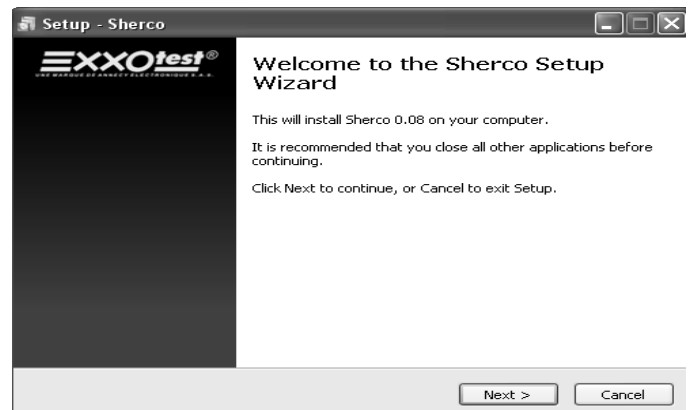 Setup - Sherco
EXXOtest®
UNE MARQUE DE ANNECY ELECTRONIQUE S.A.S.
Welcome to the Sherco Setup
Wizard
This will install Sherco 0.08 on your computer.
It is recommended that you close all other applications before
continuing.
Click Next to continue, or Cancel to exit Setup.
Next >
Cancel